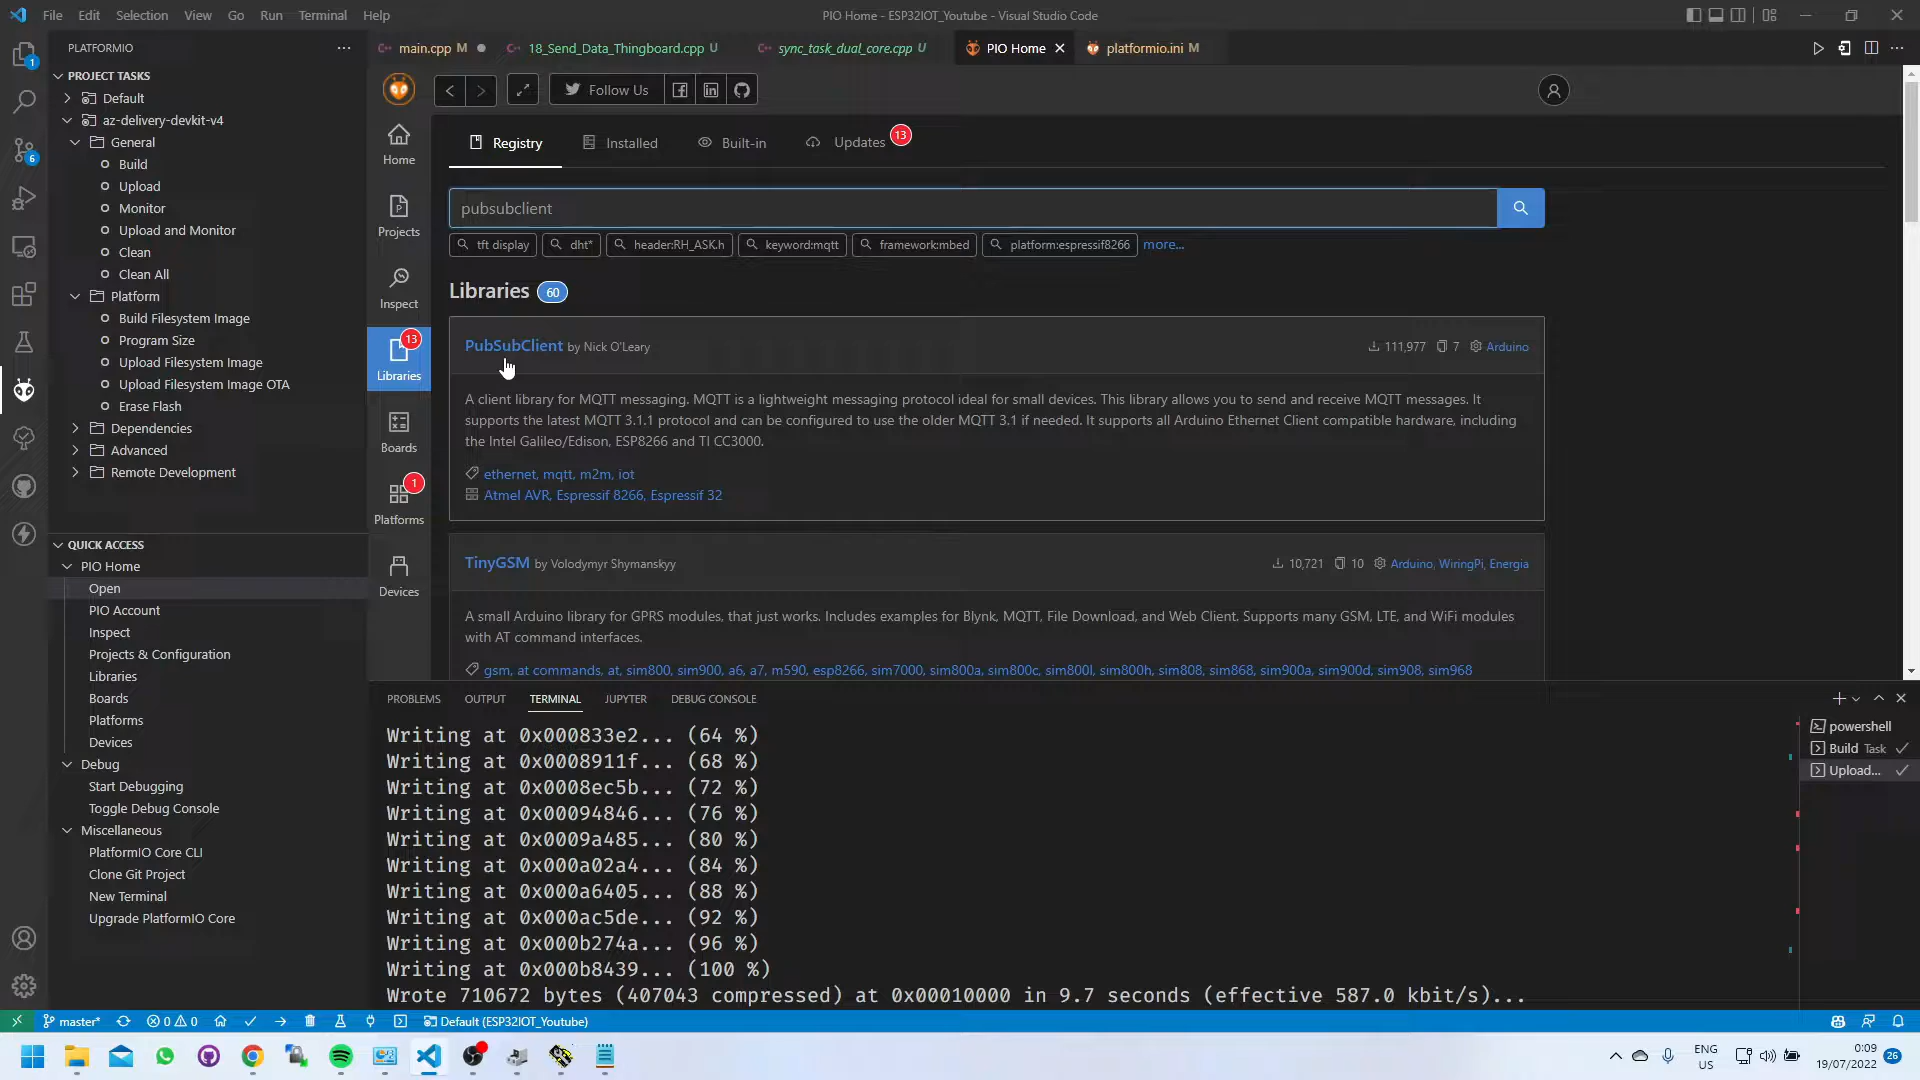 File Edit Selection View Go Run Terminal Help
PIO Home - ESP32IOT_Youtube - Visual Studio Code
PLATFORMIO
main.cpp M
18_Send_Data_Thingboard.cpp U
sync_task_dual_core.cpp U
PIO Home
platformio.ini M
PROJECT TASKS
Default
az-delivery-devkit-v4
General
Build
Upload
Monitor
Upload and Monitor
Clean
Clean All
Platform
Build Filesystem Image
Program Size
Upload Filesystem Image
Upload Filesystem Image OTA
Erase Flash
Dependencies
Advanced
Remote Development
QUICK ACCESS
PIO Home
Open
PIO Account
Inspect
Projects & Configuration
Libraries
Boards
Platforms
Devices
Debug
Start Debugging
Toggle Debug Console
Miscellaneous
PlatformIO Core CLI
Clone Git Project
New Terminal
Upgrade PlatformIO Core
1
6
Follow Us
Home
Projects
Inspect
13
Libraries
Boards
1
Platforms
Devices
Registry
Installed
Built-in
Updates 13
pubsubclient
tft display
dht*
header:RH_ASK.h
keyword:mqtt
framework:mbed
platform:espressif8266
more...
Libraries 60
PubSubClient by Nick O'Leary
111,977 7 Arduino
A client library for MQTT messaging. MQTT is a lightweight messaging protocol ideal for small devices. This library allows you to send and receive MQTT messages. It
supports the latest MQTT 3.1.1 protocol and can be configured to use the older MQTT 3.1 if needed. It supports all Arduino Ethernet Client compatible hardware, including
the Intel Galileo/Edison, ESP8266 and TI CC3000.
ethernet, mqtt, m2m, iot
Atmel AVR, Espressif 8266, Espressif 32
TinyGSM by Volodymyr Shymanskyy
10,721 10 Arduino, WiringPi, Energia
A small Arduino library for GPRS modules, that just works. Includes examples for Blynk, MQTT, File Download, and Web Client. Supports many GSM, LTE, and WiFi modules
with AT command interfaces.
gsm, at commands, at, sim800, sim900, a6, a7, m590, esp8266, sim7000, sim800a, sim800c, sim800l, sim800h, sim808, sim868, sim900a, sim900d, sim908, sim968
PROBLEMS OUTPUT TERMINAL JUPYTER DEBUG CONSOLE
Writing at 0x000833e2... (64 %)
Writing at 0x0008911f... (68 %)
Writing at 0x0008ec5b... (72 %)
Writing at 0x00094846... (76 %)
Writing at 0x0009a485... (80 %)
Writing at 0x000a02a4... (84 %)
Writing at 0x000a6405... (88 %)
Writing at 0x000ac5de... (92 %)
Writing at 0x000b274a... (96 %)
Writing at 0x000b8439... (100 %)
Wrote 710672 bytes (407043 compressed) at 0x00010000 in 9.7 seconds (effective 587.0 kbit/s)...
powershell
Build Task
Upload...
master*
0 0
Default (ESP32IOT_Youtube)
ENG
US
0:09
19/07/2022
26